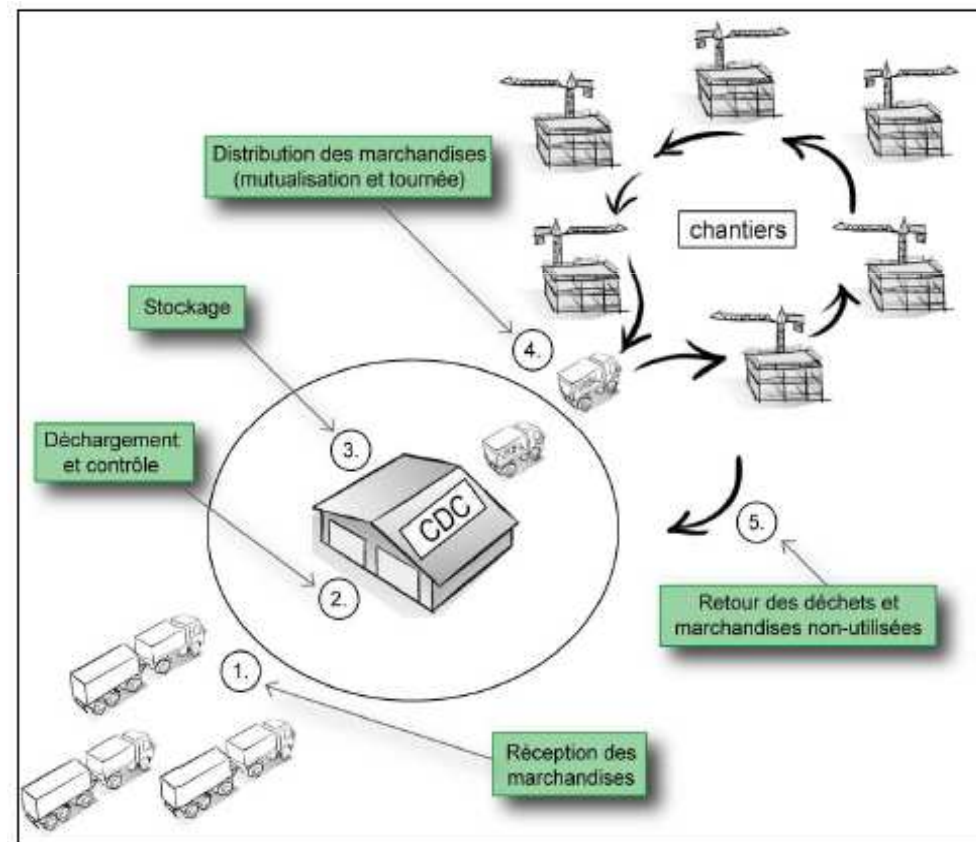 Distribution des marchandises
(mutualisation et tournée)
chantiers
Stockage
4.
Déchargement
et contrôle
3.
CDC
5.
2.
Retour des déchets et
marchandises non-utilisées
1.
Réception des
marchandises